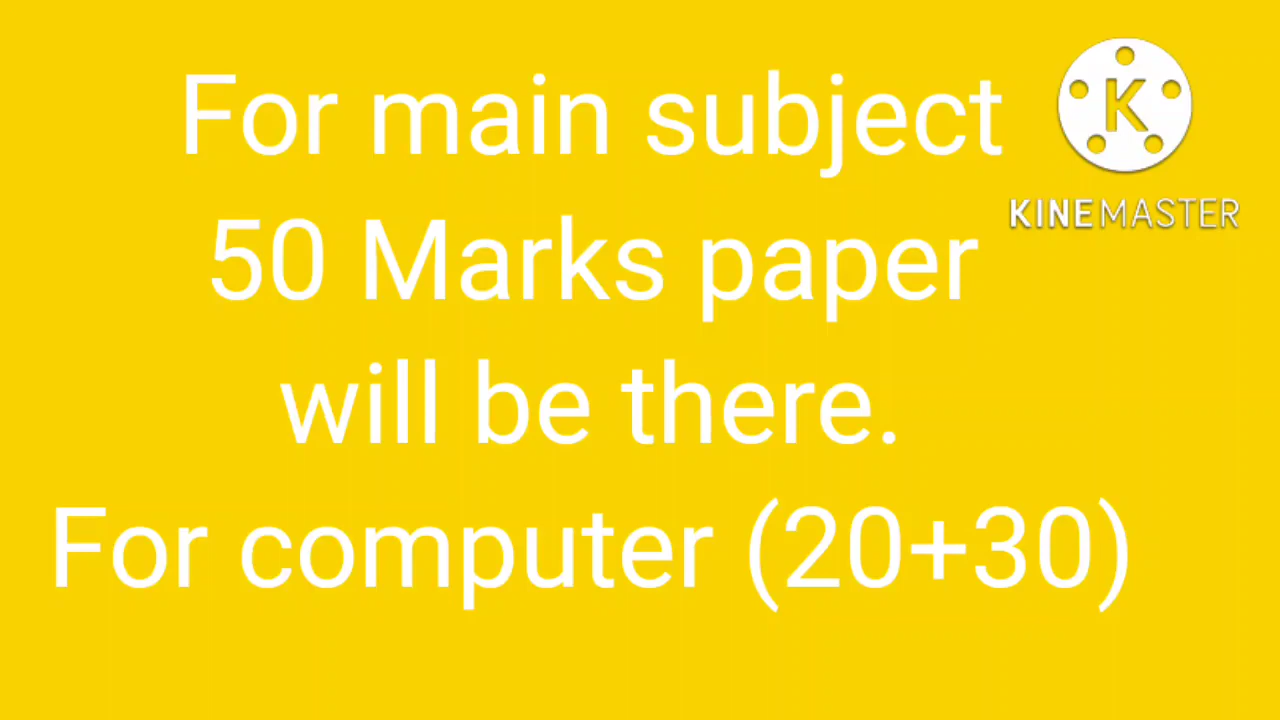 For main subject
50 Marks paper
will be there.
For computer (20+30)
K
KINEMASTER